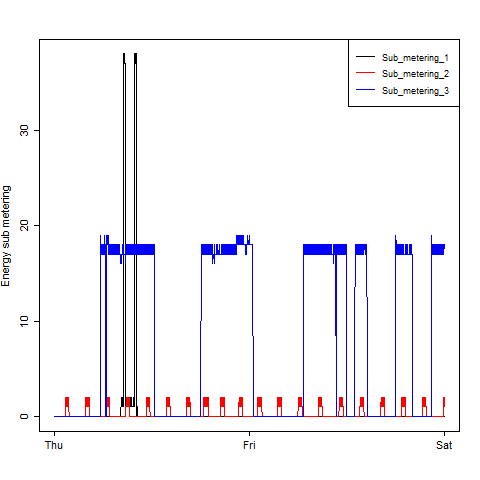 Sub_metering_1
Sub_metering_2
Sub_metering_3
Energy sub metering
30
20
10
0
Thu
Fri
Sat